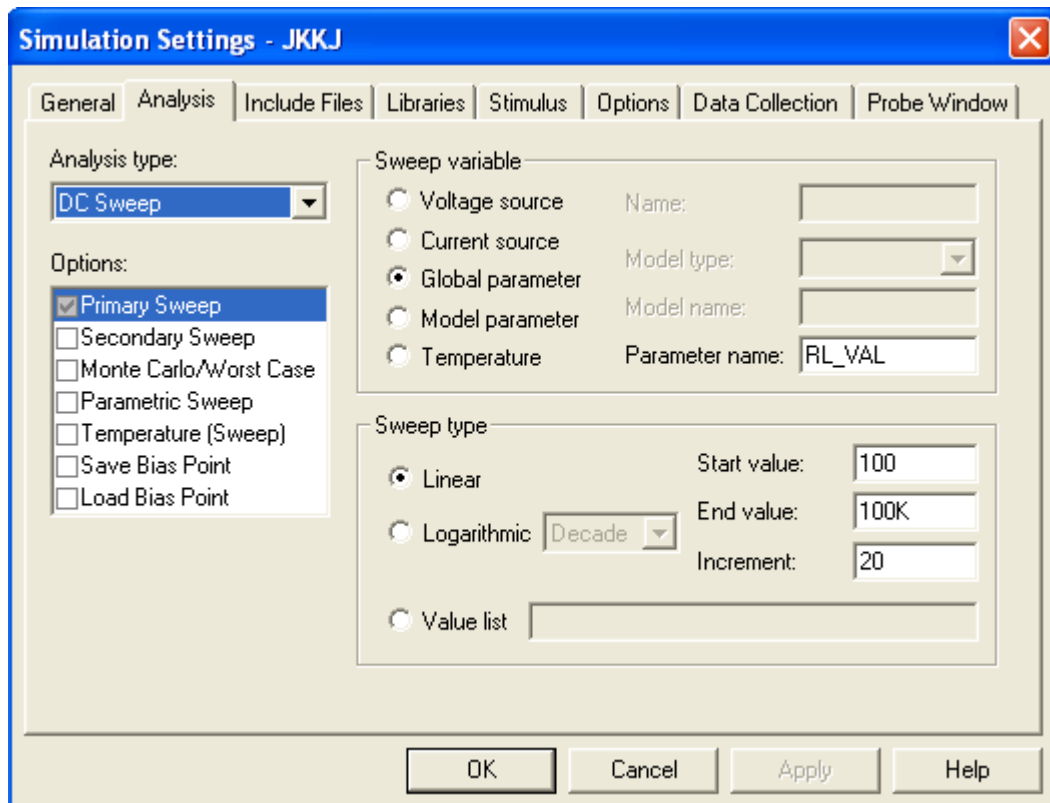 Simulation Settings - JKKJ
General Analysis Include Files Libraries Stimulus Options Data Collection Probe Window
Analysis type:
DC Sweep
Options:
Primary Sweep
Secondary Sweep
Monte Carlo/Worst Case
Parametric Sweep
Temperature (Sweep)
Save Bias Point
Load Bias Point
Sweep variable
Voltage source
Current source
Global parameter
Model parameter
Temperature
Name:
Model type:
Model name:
Parameter name: RL_VAL
Sweep type
Linear
Logarithmic Decade
Value list
Start value: 100
End value: 100K
Increment: 20
OK Cancel Apply Help